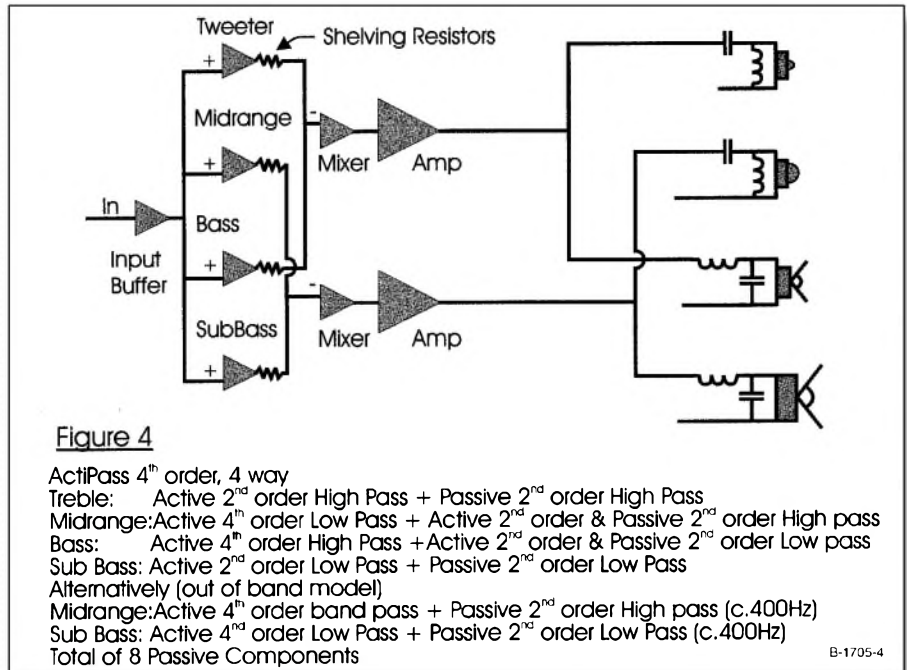 Tweeter
Shelving Resistors
+
Midrange
-
Mixer
Amp
+
In
Input
Buffer
Bass
+
SubBass
-
Mixer
Amp
+
Figure 4
ActiPass 4th order, 4 way
Treble: Active 2nd order High Pass + Passive 2nd order High Pass
Midrange:Active 4th order Low Pass + Active 2nd order & Passive 2nd order High pass
Bass: Active 4th order High Pass +Active 2nd order & Passive 2nd order Low pass
Sub Bass: Active 2nd order Low Pass + Passive 2nd order Low Pass
Alternatively (out of band model)
Midrange:Active 4th order band pass + Passive 2nd order High pass (c.400Hz)
Sub Bass: Active 4nd order Low Pass + Passive 2nd order Low Pass (c.400Hz)
Total of 8 Passive Components
B-1705-4